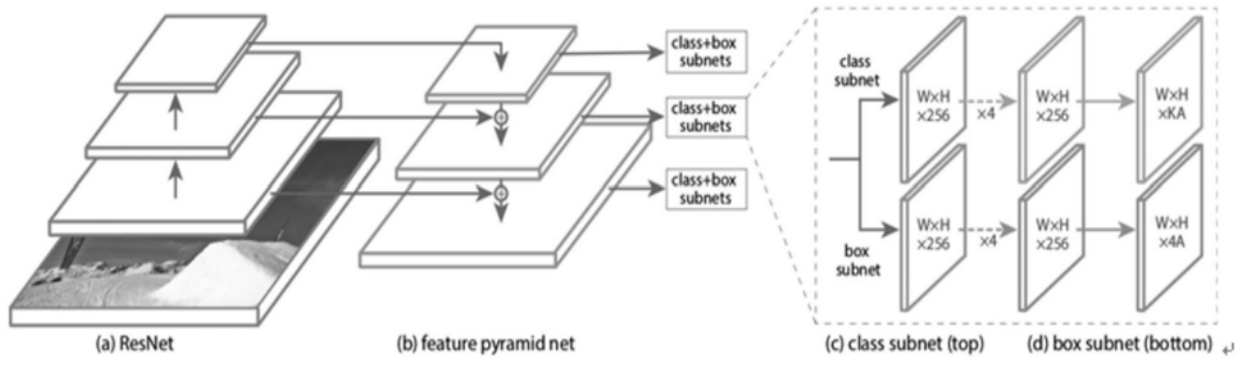 class+box
subnets
class+box
subnets
class+box
subnets
class
subnet
W×H
×256
×4
W×H
×256
W×H
×KA
box
subnet
W×H
×256
×4
W×H
×256
W×H
×4A
(a) ResNet
(b) feature pyramid net
(c) class subnet (top)
(d) box subnet (bottom)